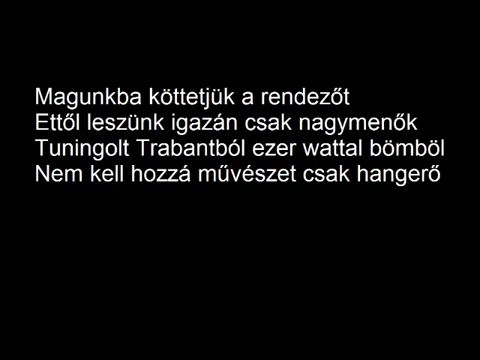 Magunkba köttetjük a rendezőt
Ettől leszünk igazán csak nagymenők
Tuningolt Trabantból ezer wattal bömböl
Nem kell hozzá művészet csak hangerő